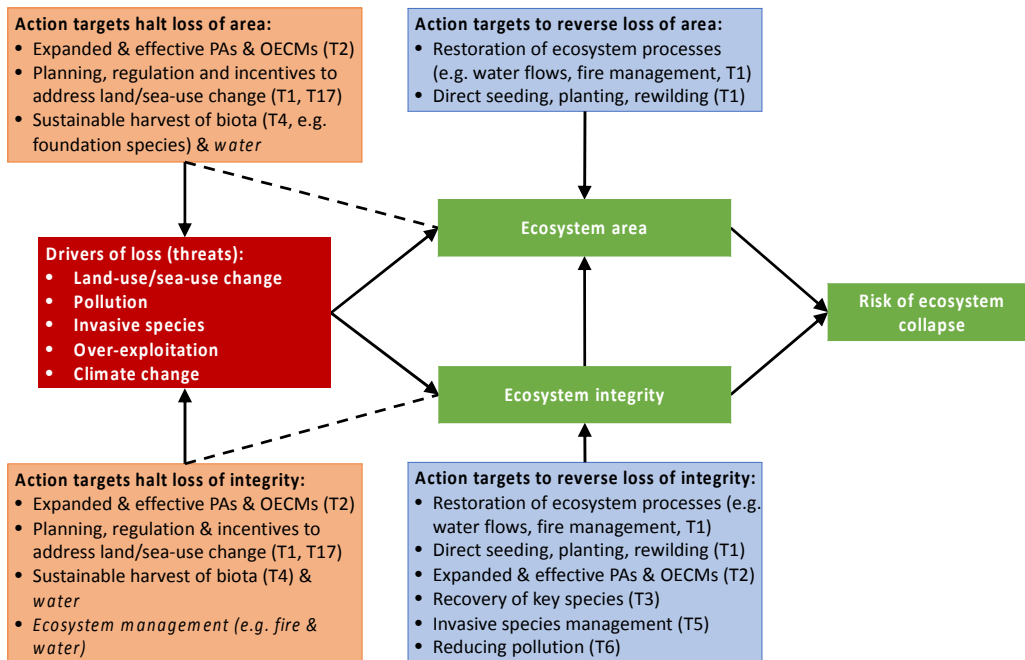 Action targets halt loss of area:
• Expanded & effective PAs & OECMs (T2)
• Planning, regulation and incentives to
address land/sea-use change (T1, T17)
• Sustainable harvest of biota (T4, e.g.
foundation species) & water
Action targets to reverse loss of area:
• Restoration of ecosystem processes
(e.g. water flows, fire management, T1)
• Direct seeding, planting, rewilding (T1)
Drivers of loss (threats):
• Land-use/sea-use change
• Pollution
• Invasive species
• Over-exploitation
• Climate change
Ecosystem area
Ecosystem integrity
Risk of ecosystem
collapse
Action targets halt loss of integrity:
• Expanded & effective PAs & OECMs (T2)
• Planning, regulation & incentives to
address land/sea-use change (T1, T17)
• Sustainable harvest of biota (T4) &
water
• Ecosystem management (e.g. fire &
water)
Action targets to reverse loss of integrity:
• Restoration of ecosystem processes (e.g.
water flows, fire management, T1)
• Direct seeding, planting, rewilding (T1)
• Expanded & effective PAs & OECMs (T2)
• Recovery of key species (T3)
• Invasive species management (T5)
• Reducing pollution (T6)